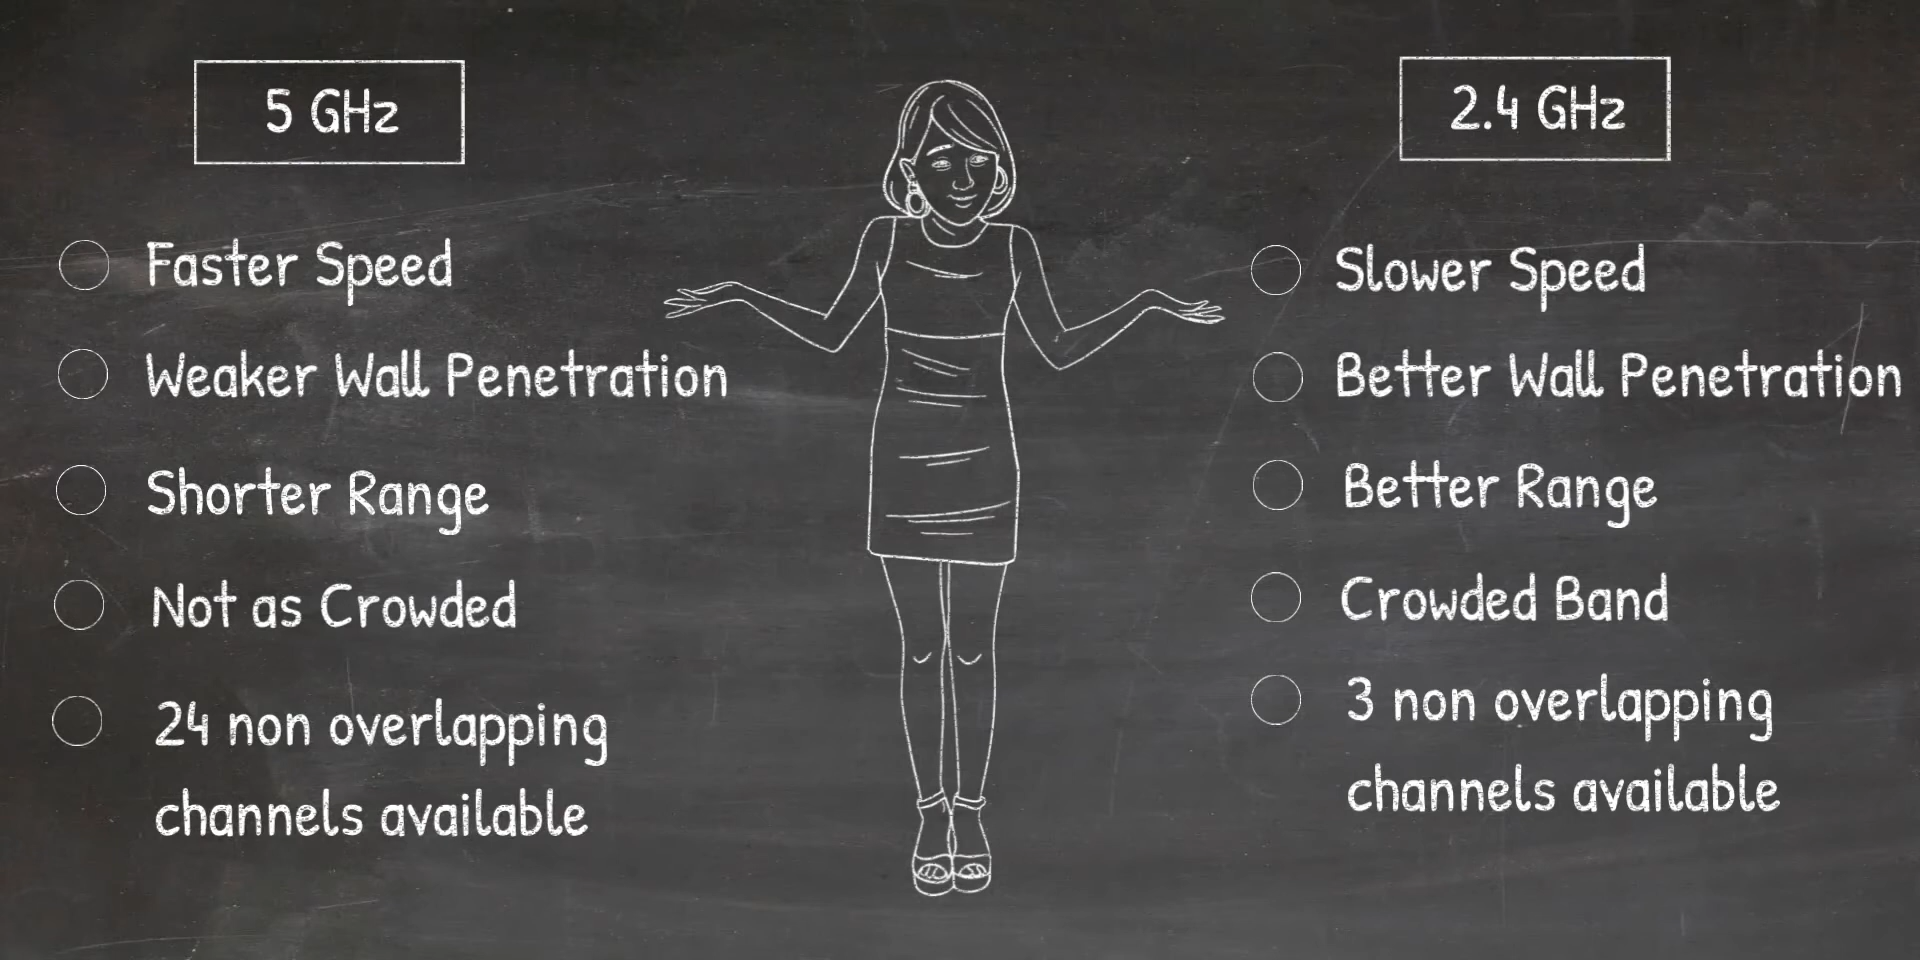 5 GHz
Faster Speed
Weaker Wall Penetration
Shorter Range
Not as Crowded
24 non overlapping
channels available
2.4 GHz
Slower Speed
Better Wall Penetration
Better Range
Crowded Band
3 non overlapping
channels available